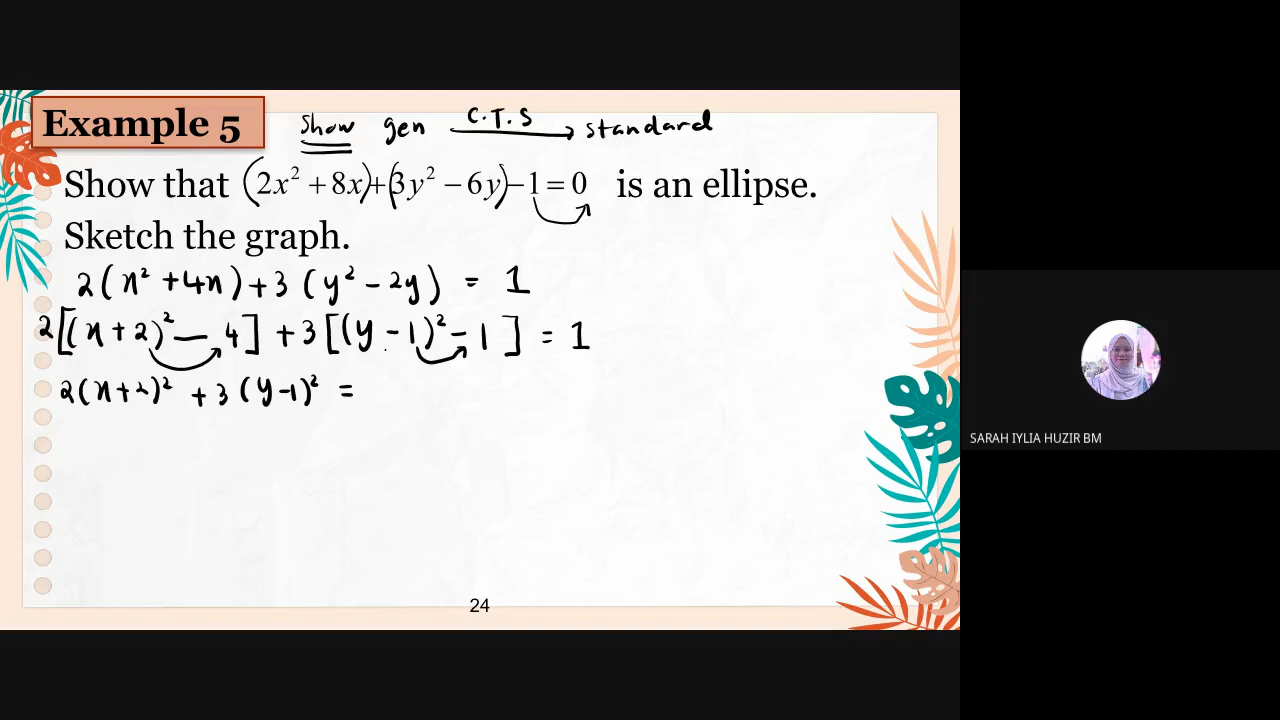 Example 5
Show gen C.T.S → standard
Show that (2x² + 8x)+(3y² − 6y)−1 = 0 is an ellipse.
Sketch the graph.
2(x² + 4x) + 3(y² − 2y) = 1
2[(x + 2)² − 4] + 3[(y − 1)² − 1] = 1
2(x+2)² + 3(y−1)² =
24
SARAH IYLIA HUZIR BM